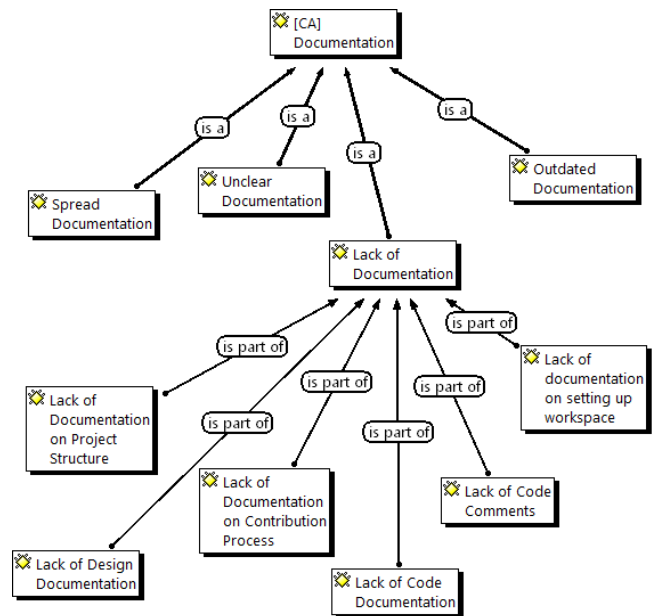 [CA]
Documentation
is a
is a
is a
is a
Spread
Documentation
Unclear
Documentation
Outdated
Documentation
Lack of
Documentation
is part of
is part of
is part of
is part of
is part of
is part of
Lack of
Documentation
on Project
Structure
Lack of
documentation
on setting up
workspace
Lack of
Documentation
on Contribution
Process
Lack of Code
Comments
Lack of Design
Documentation
Lack of Code
Documentation